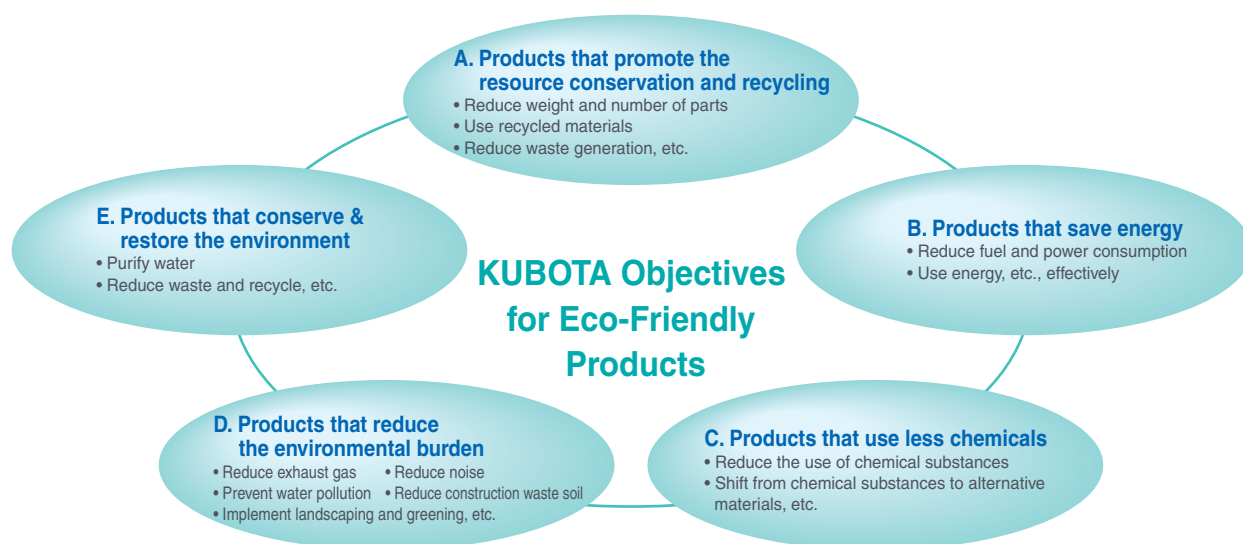 A. Products that promote the
resource conservation and recycling
• Reduce weight and number of parts
• Use recycled materials
• Reduce waste generation, etc.
B. Products that save energy
• Reduce fuel and power consumption
• Use energy, etc., effectively
C. Products that use less chemicals
• Reduce the use of chemical substances
• Shift from chemical substances to alternative
materials, etc.
D. Products that reduce
the environmental burden
• Reduce exhaust gas • Reduce noise
• Prevent water pollution • Reduce construction waste soil
• Implement landscaping and greening, etc.
E. Products that conserve &
restore the environment
• Purify water
• Reduce waste and recycle, etc.
KUBOTA Objectives
for Eco-Friendly
Products